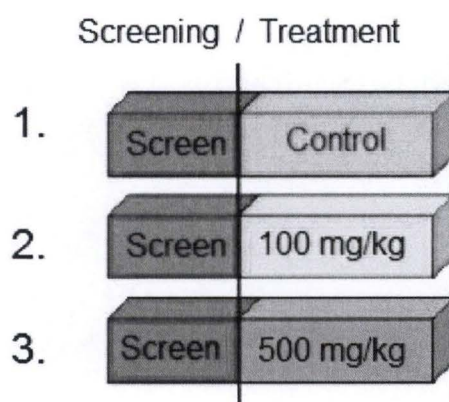 Screening / Treatment
1. Screen Control
2. Screen 100 mg/kg
3. Screen 500 mg/kg